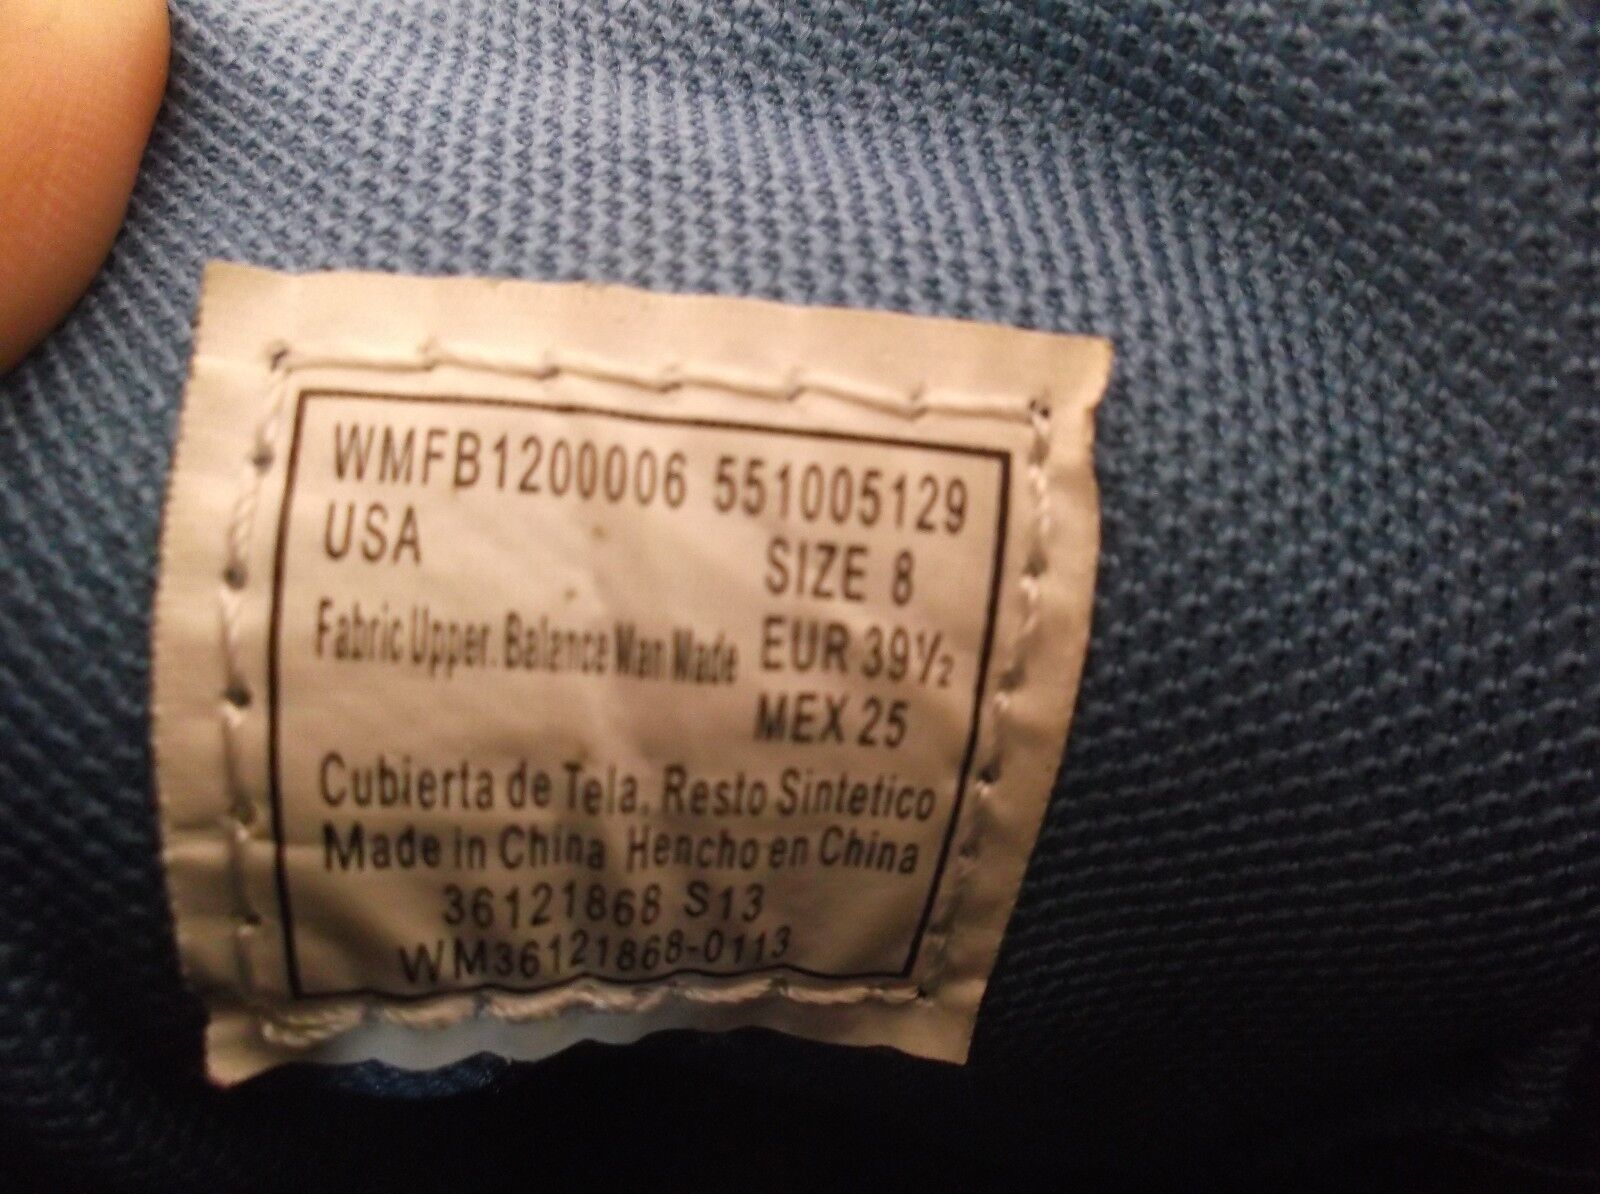 WMFB1200006 551005129
USA SIZE 8
Fabric Upper. Balance Man Made EUR 39½
MEX 25
Cubierta de Tela. Resto Sintetico
Made in China Hencho en China
36121868 S13
WM36121868-0113